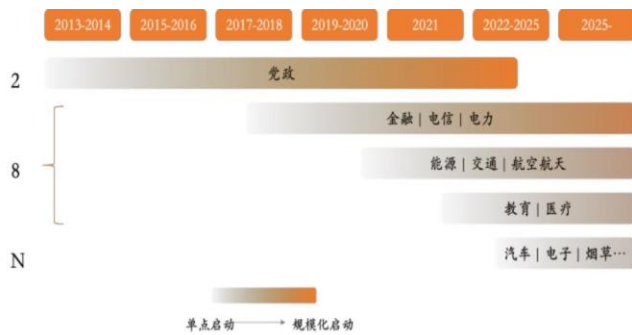 2013-2014 2015-2016 2017-2018 2019-2020 2021 2022-2025 2025-
2 党政
金融 | 电信 | 电力
8 能源 | 交通 | 航空航天
教育 | 医疗
N 汽车 | 电子 | 烟草…
单点启动 规模化启动